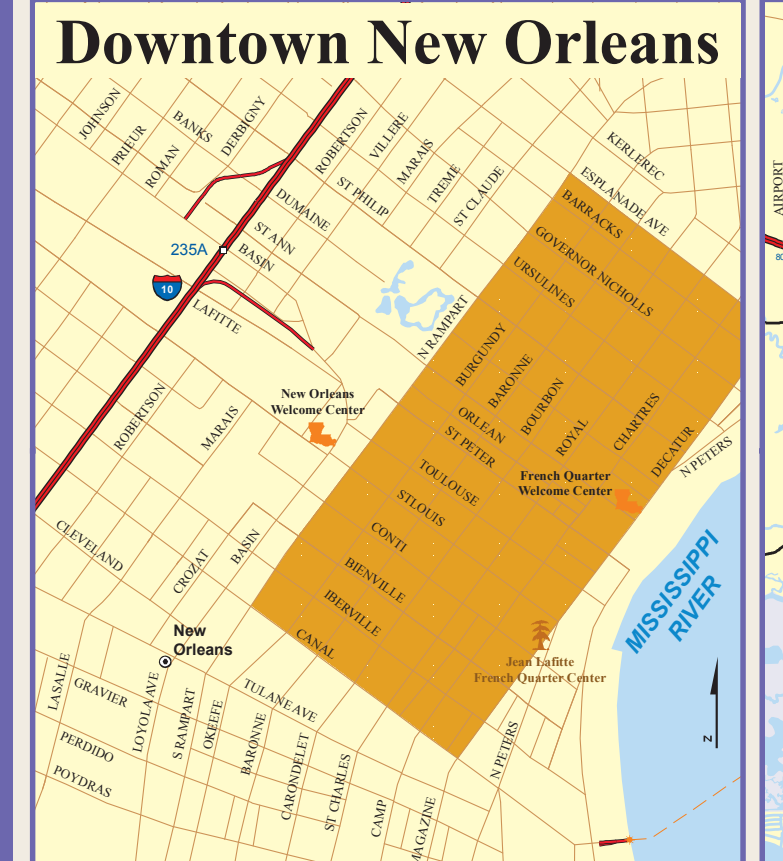 Downtown New Orleans
JOHNSON
PRIEUR
BANKS
ROMAN
DERBIGNY
ROBERTSON
VILLERE
MARAIS
TREME
ST CLAUDE
KERLEREC
ESPLANADE AVE
ST PHILIP
DUMAINE
ST ANN
BASIN
235A
10
LAFITTE
BARRACKS
GOVERNOR NICHOLLS
URSULINES
N RAMPART
BURGUNDY
BARONNE
BOURBON
ROYAL
CHARTRES
DECATUR
N PETERS
AIRPORT
80
New Orleans
Welcome Center
ROBERTSON
MARAIS
ORLEAN
ST PETER
TOULOUSE
STLOUIS
CONTI
BIENVILLE
IBERVILLE
CANAL
French Quarter
Welcome Center
CLEVELAND
CROZAT
BASIN
MISSISSIPPI
RIVER
New
Orleans
Jean Lafitte
French Quarter Center
LASALLE
GRAVIER
PERDIDO
POYDRAS
LOYOLA AVE
S RAMPART
OKEEFE
TULANE AVE
BARONNE
CARONDELET
ST CHARLES
CAMP
MAGAZINE
N PETERS
N